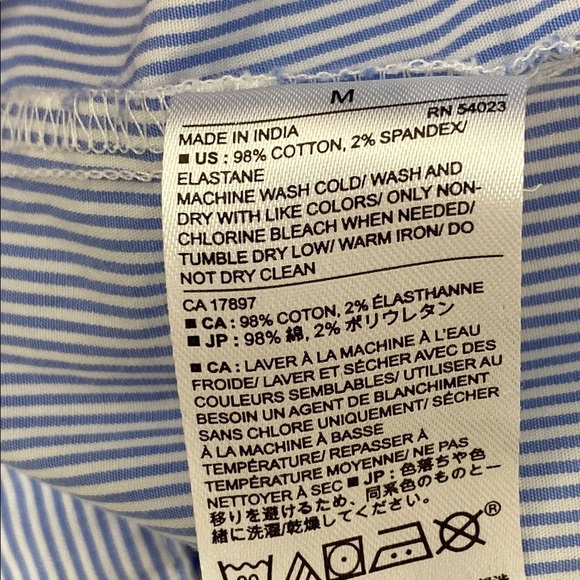 M
RN 54023
MADE IN INDIA
■ US : 98% COTTON, 2% SPANDEX/
ELASTANE
MACHINE WASH COLD/ WASH AND
DRY WITH LIKE COLORS/ ONLY NON-
CHLORINE BLEACH WHEN NEEDED/
TUMBLE DRY LOW/ WARM IRON/ DO
NOT DRY CLEAN
CA 17897
■ CA : 98% COTON, 2% ÉLASTHANNE
■ JP : 98% 綿, 2% ポリウレタン
■ CA : LAVER À LA MACHINE À L'EAU
FROIDE/ LAVER ET SÉCHER AVEC DES
COULEURS SEMBLABLES/ UTILISER AU
BESOIN UN AGENT DE BLANCHIMENT
SANS CHLORE UNIQUEMENT/ SÉCHER
À LA MACHINE À BASSE
TEMPÉRATURE/ REPASSER À
TEMPÉRATURE MOYENNE/ NE PAS
NETTOYER À SEC ■ JP : 色落ちや色
移りを避けるため、同系色のものと一
緒に洗濯/乾燥してください。